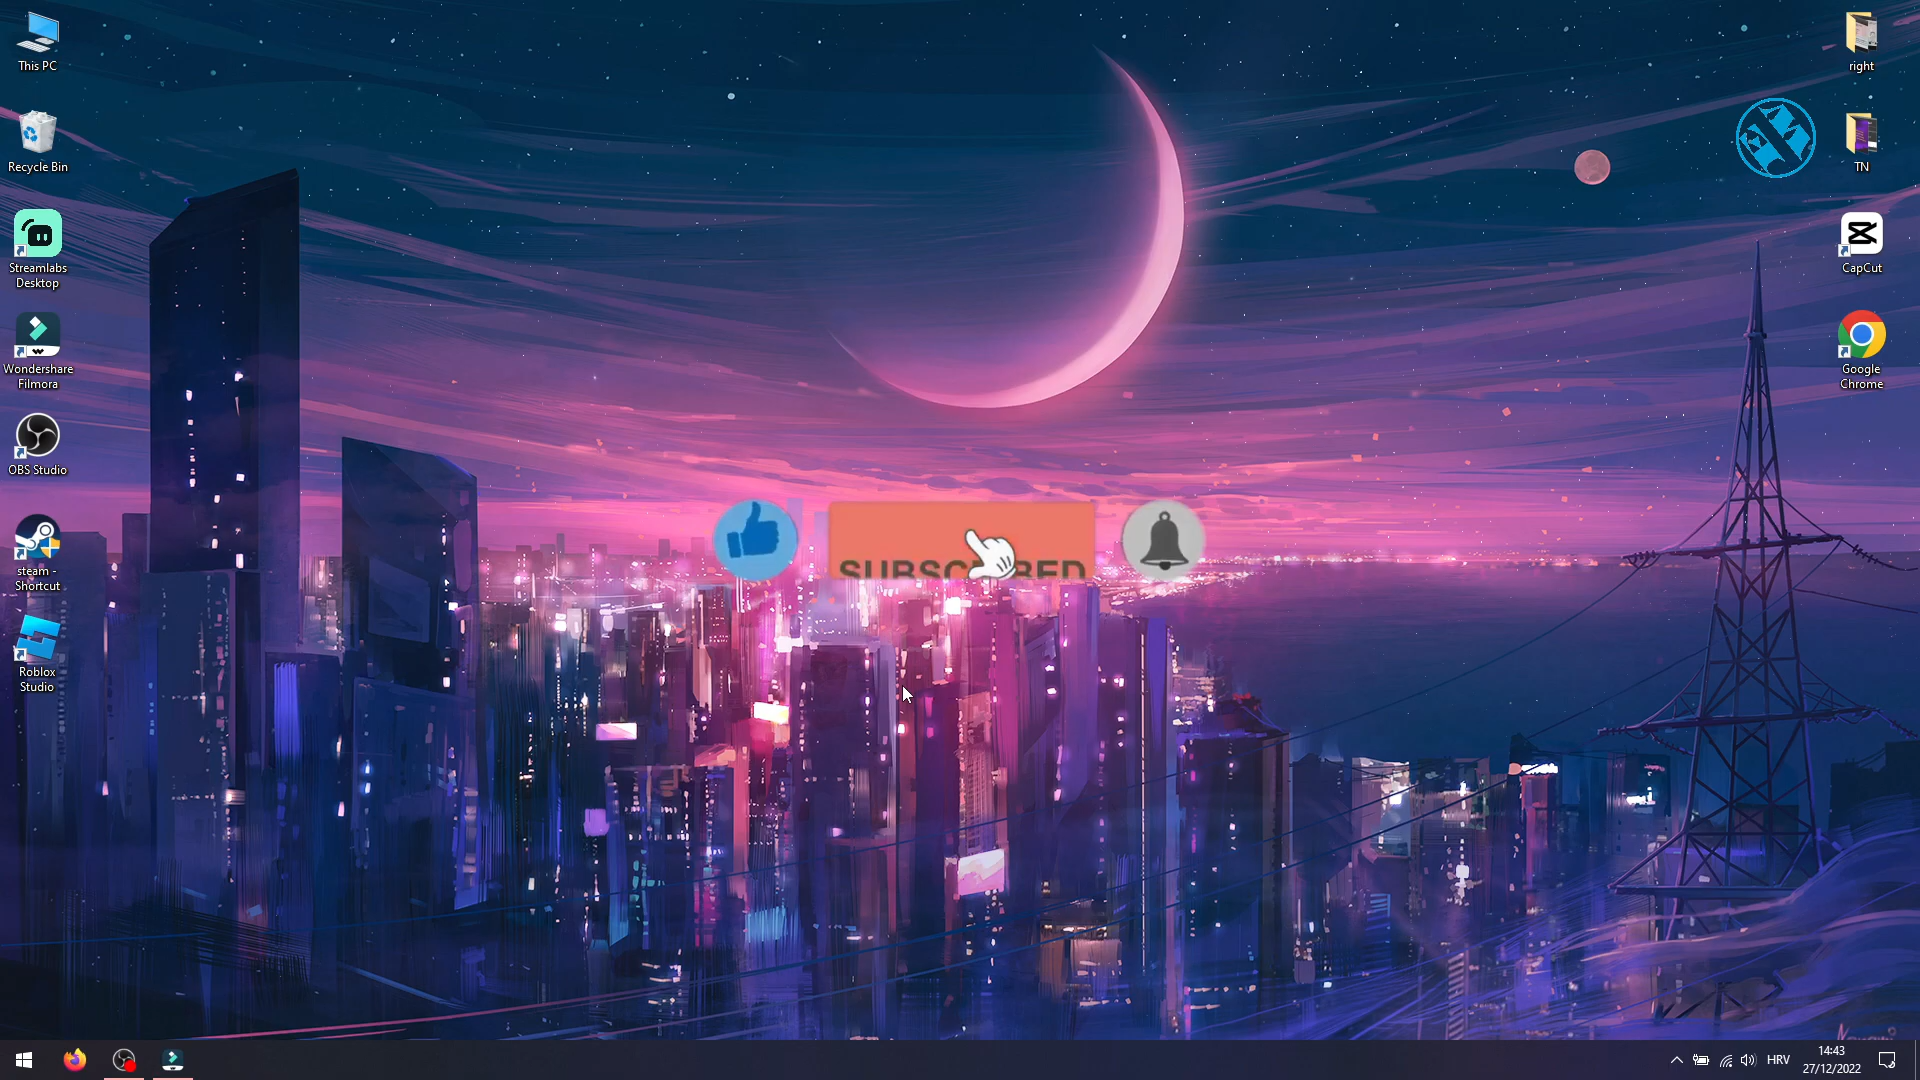 This PC
Recycle Bin
Streamlabs
Desktop
Wondershare
Filmora
OBS Studio
steam -
Shortcut
Roblox
Studio
right
TN
CapCut
Google
Chrome
SUBSCRIBED
HRV
14:43
27/12/2022